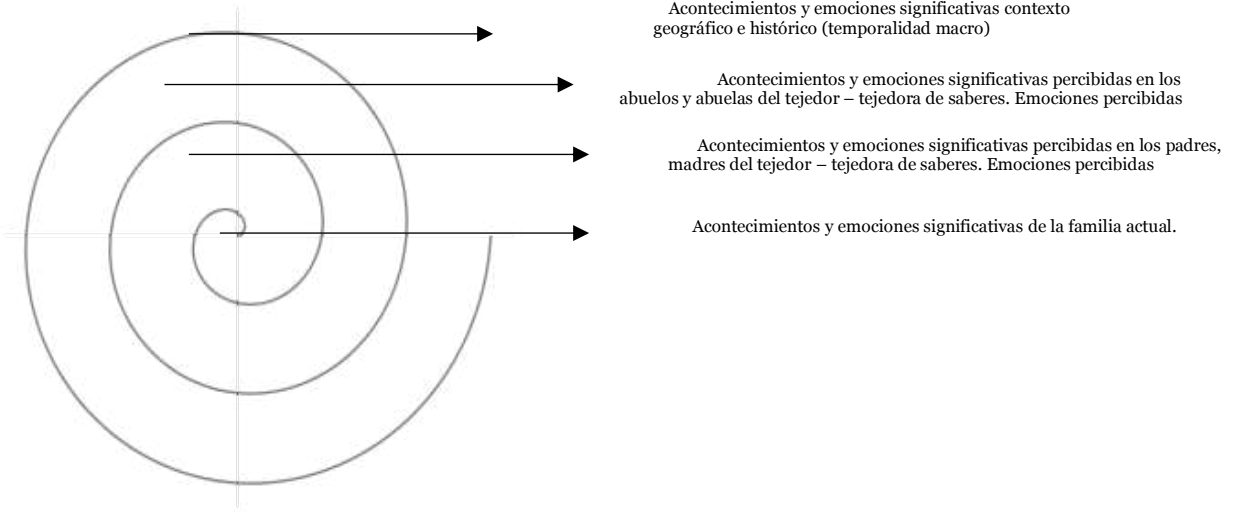 Acontecimientos y emociones significativas contexto
geográfico e histórico (temporalidad macro)
Acontecimientos y emociones significativas percibidas en los
abuelos y abuelas del tejedor – tejedora de saberes. Emociones percibidas
Acontecimientos y emociones significativas percibidas en los padres,
madres del tejedor – tejedora de saberes. Emociones percibidas
Acontecimientos y emociones significativas de la familia actual.